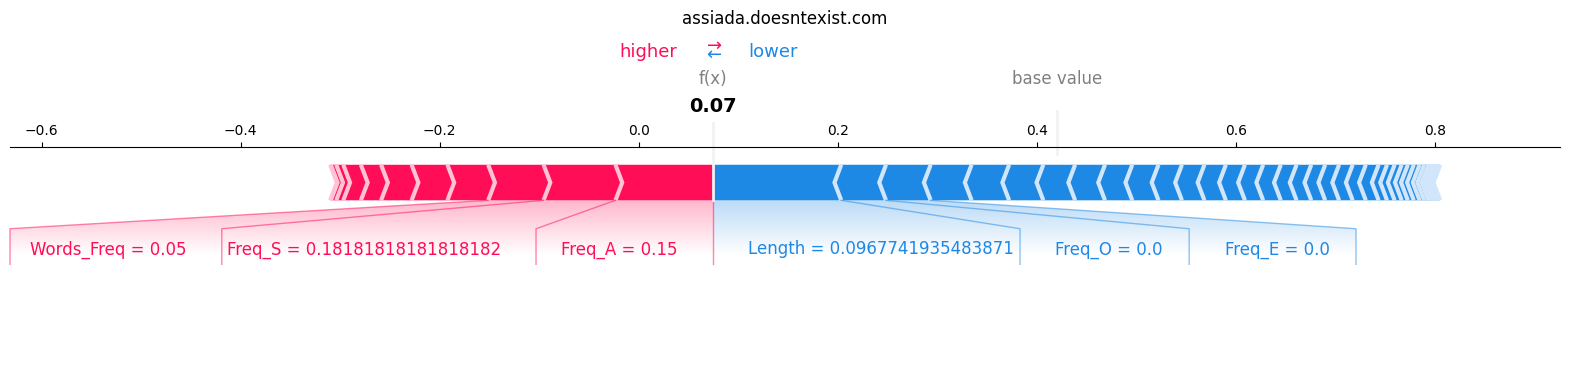 assiada.doesntexist.com
higher ⇄ lower
f(x) base value
0.07
−0.6 −0.4 −0.2 0.0 0.2 0.4 0.6 0.8
Words_Freq = 0.05 Freq_S = 0.18181818181818182 Freq_A = 0.15 Length = 0.0967741935483871 Freq_O = 0.0 Freq_E = 0.0